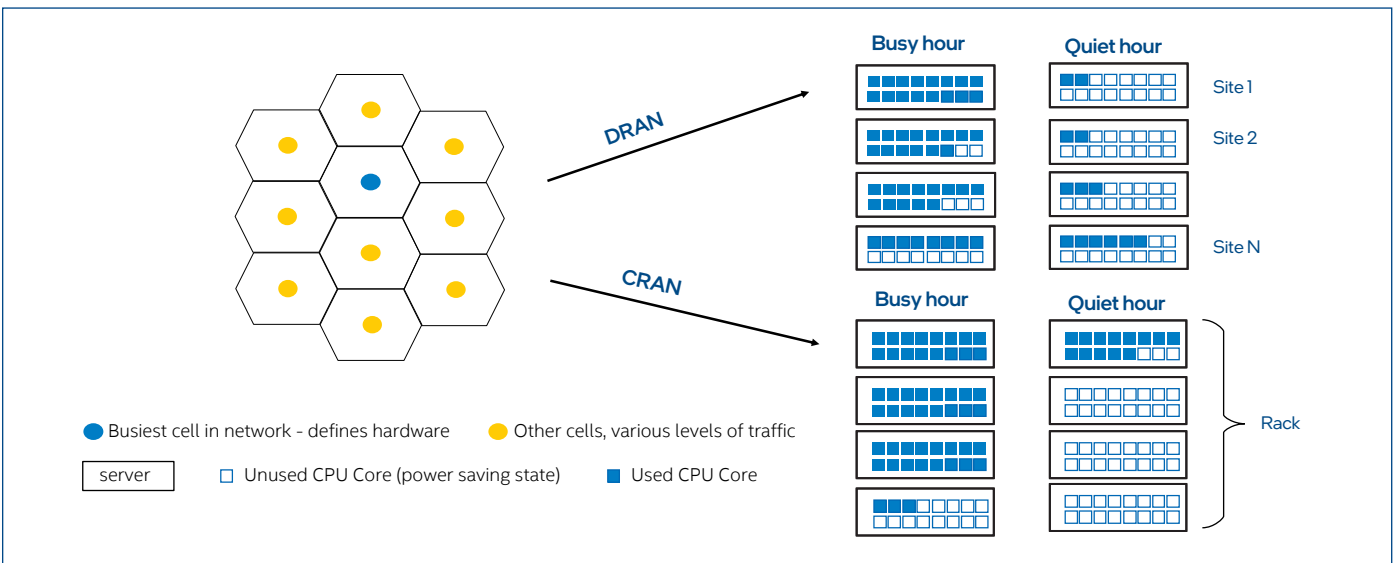 Busy hour
Quiet hour
Site 1
DRAN
Site 2
Site N
CRAN
Busy hour
Quiet hour
Rack
Busiest cell in network - defines hardware
Other cells, various levels of traffic
server
Unused CPU Core (power saving state)
Used CPU Core